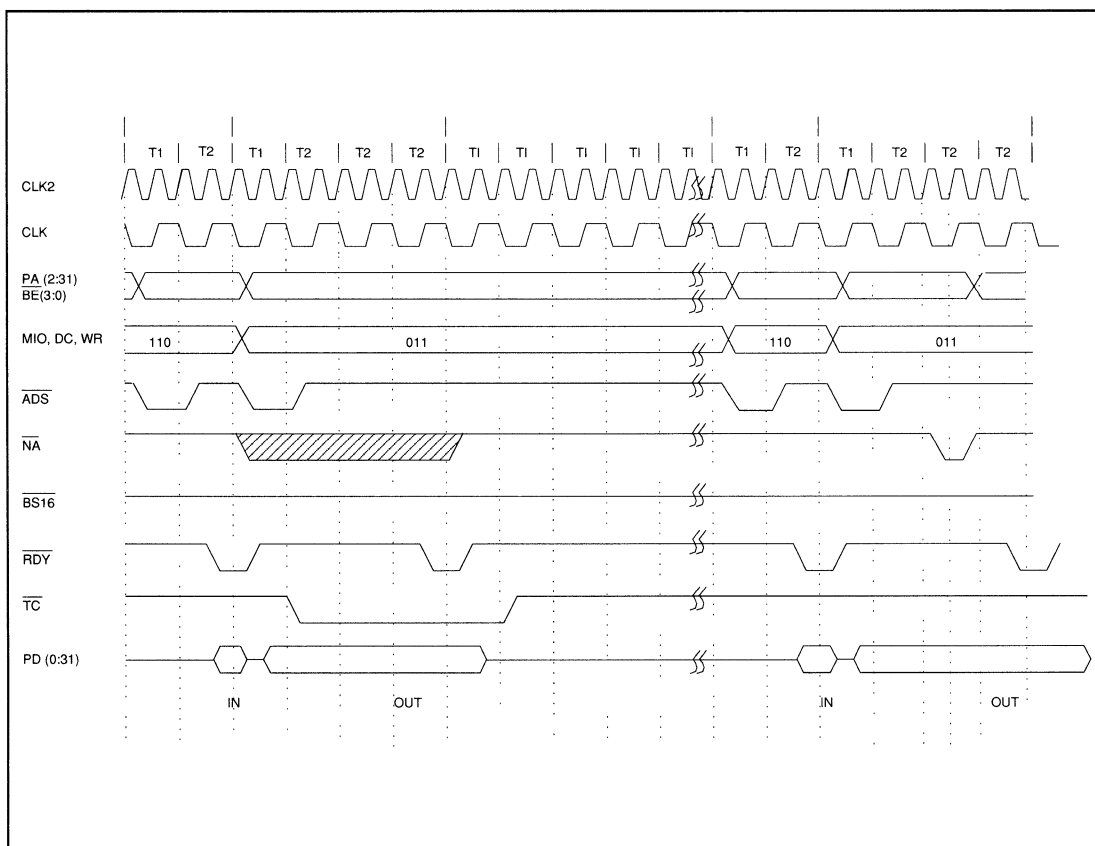 T1 T2 T1 T2 T2 T2 TI TI TI TI TI T1 T2 T1 T2 T2 T2
CLK2
CLK
PA (2:31)
BE(3:0)
MIO, DC, WR 110 011 110 011
ADS
NA
BS16
RDY
TC
PD (0:31)
IN OUT IN OUT